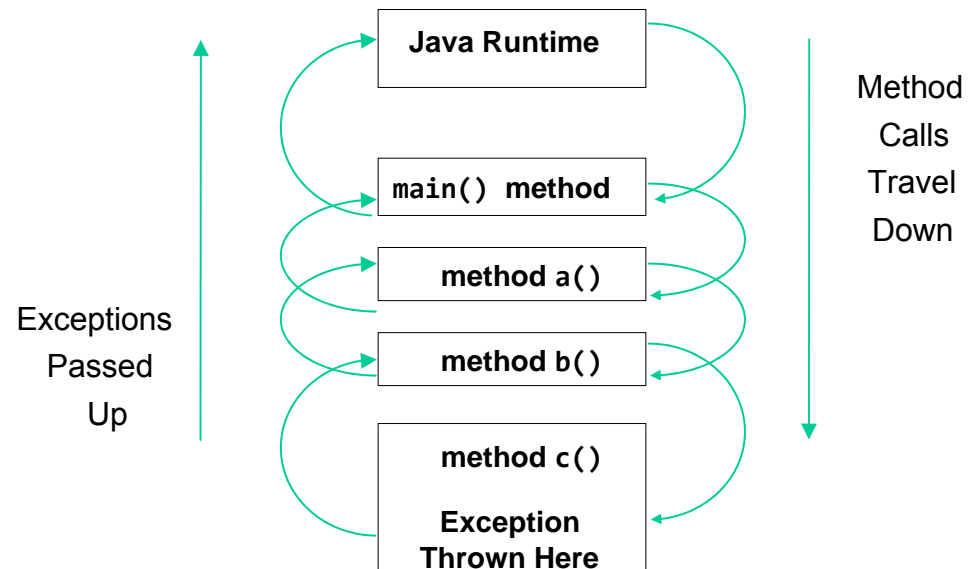 Java Runtime
main() method
method a()
method b()
method c()
Exception
Thrown Here
Exceptions
Passed
Up
Method
Calls
Travel
Down